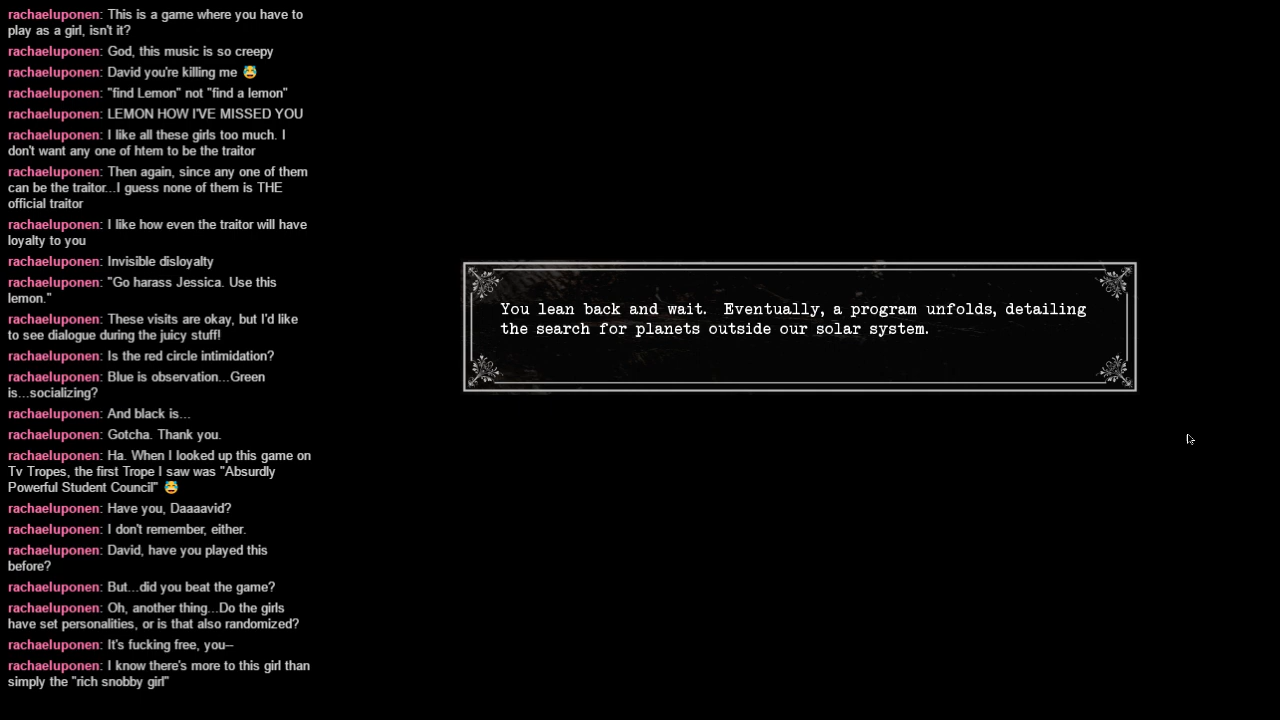 rachaeluponen: This is a game where you have to
play as a girl, isn't it?
rachaeluponen: God, this music is so creepy
rachaeluponen: David you're killing me 😅
rachaeluponen: "find Lemon" not "find a lemon"
rachaeluponen: LEMON HOW I'VE MISSED YOU
rachaeluponen: I like all these girls too much. I
don't want any one of htem to be the traitor
rachaeluponen: Then again, since any one of them
can be the traitor...I guess none of them is THE
official traitor
rachaeluponen: I like how even the traitor will have
loyalty to you
rachaeluponen: Invisible disloyalty
rachaeluponen: "Go harass Jessica. Use this
lemon."
rachaeluponen: These visits are okay, but I'd like
to see dialogue during the juicy stuff!
rachaeluponen: Is the red circle intimidation?
rachaeluponen: Blue is observation...Green
is...socializing?
rachaeluponen: And black is...
rachaeluponen: Gotcha. Thank you.
rachaeluponen: Ha. When I looked up this game on
Tv Tropes, the first Trope I saw was "Absurdly
Powerful Student Council" 😅
rachaeluponen: Have you, Daaaavid?
rachaeluponen: I don't remember, either.
rachaeluponen: David, have you played this
before?
rachaeluponen: But...did you beat the game?
rachaeluponen: Oh, another thing...Do the girls
have set personalities, or is that also randomized?
rachaeluponen: It's fucking free, you--
rachaeluponen: I know there's more to this girl than
simply the "rich snobby girl"
You lean back and wait.  Eventually, a program unfolds, detailing
the search for planets outside our solar system.